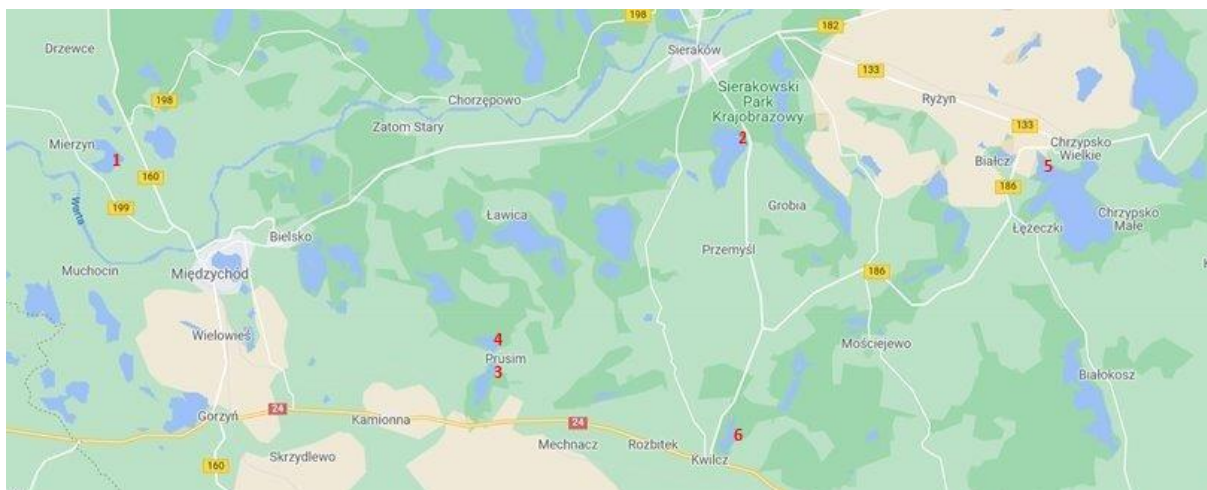 198
182
Drzewce
Sieraków
133
Sierakowski
Park
Krajobrazowy
198
Chorzępowo
Ryżyn
Zatom Stary
133
2
Mierzyn
1
Chrzypsko
Wielkie
Białcz
5
160
186
199
Warta
Grobia
Ławica
Chrzypsko
Małe
Łężeczki
Bielsko
Przemyśl
Muchocin
Międzychód
186
K
Wielowieś
4
Mościejewo
Prusim
3
Białokosz
24
Gorzyń
Kamionna
24
6
Mechnacz
Rozbitek
Kwilcz
Skrzydlewo
160